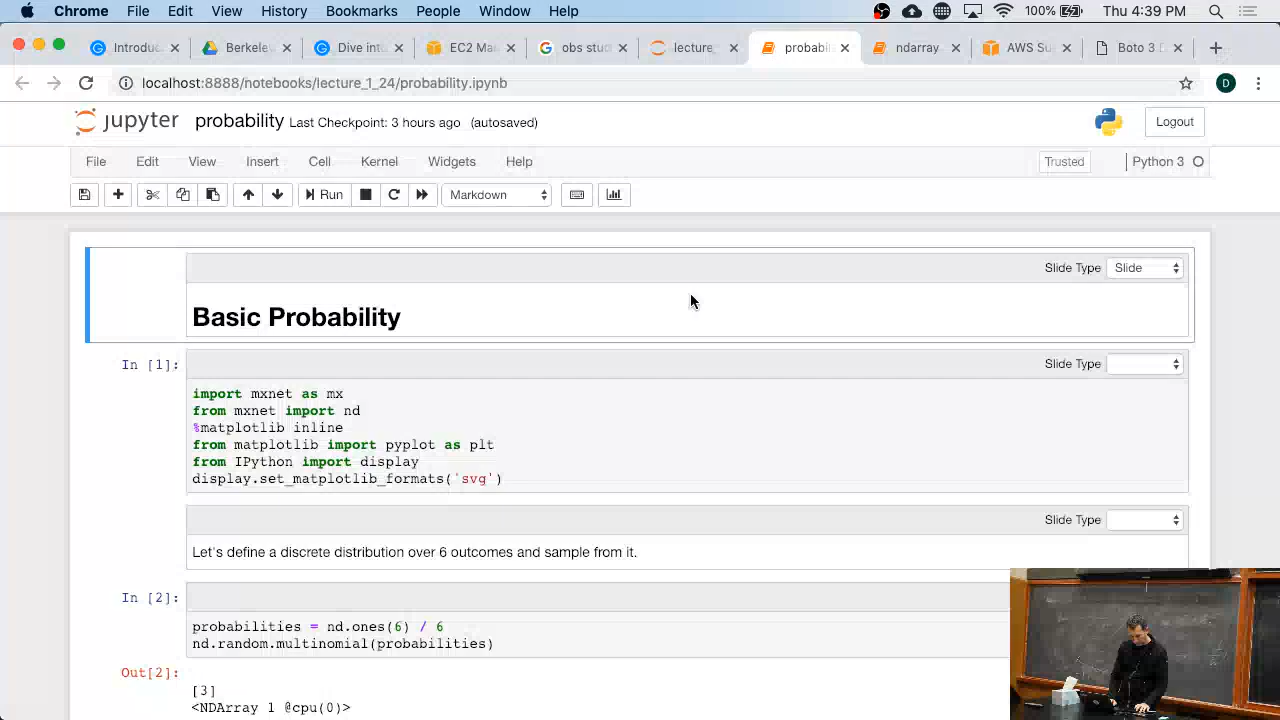 Chrome File Edit View History Bookmarks People Window Help 100% Thu 4:39 PM
Introduc Berkele Dive into EC2 Ma obs stud lecture_ probabil ndarray AWS Su Boto 3 D
localhost:8888/notebooks/lecture_1_24/probability.ipynb D
jupyter probability Last Checkpoint: 3 hours ago (autosaved) Logout
File Edit View Insert Cell Kernel Widgets Help Trusted Python 3
Run Markdown
Slide Type Slide
Basic Probability
In [1]: Slide Type
import mxnet as mx
from mxnet import nd
%matplotlib inline
from matplotlib import pyplot as plt
from IPython import display
display.set_matplotlib_formats('svg')
Slide Type
Let's define a discrete distribution over 6 outcomes and sample from it.
In [2]:
probabilities = nd.ones(6) / 6
nd.random.multinomial(probabilities)
Out[2]:
[3]
<NDArray 1 @cpu(0)>